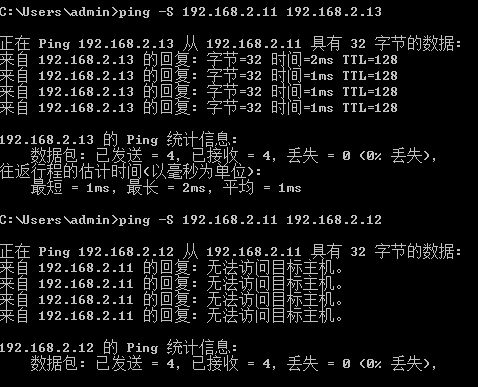 C:\Users\admin>ping -S 192.168.2.11 192.168.2.13
正在 Ping 192.168.2.13 从 192.168.2.11 具有 32 字节的数据:
来自 192.168.2.13 的回复: 字节=32 时间=2ms TTL=128
来自 192.168.2.13 的回复: 字节=32 时间=1ms TTL=128
来自 192.168.2.13 的回复: 字节=32 时间=1ms TTL=128
来自 192.168.2.13 的回复: 字节=32 时间=1ms TTL=128
192.168.2.13 的 Ping 统计信息:
数据包: 已发送 = 4, 已接收 = 4, 丢失 = 0 (0% 丢失),
往返行程的估计时间(以毫秒为单位):
最短 = 1ms, 最长 = 2ms, 平均 = 1ms
C:\Users\admin>ping -S 192.168.2.11 192.168.2.12
正在 Ping 192.168.2.12 从 192.168.2.11 具有 32 字节的数据:
来自 192.168.2.11 的回复: 无法访问目标主机。
来自 192.168.2.11 的回复: 无法访问目标主机。
来自 192.168.2.11 的回复: 无法访问目标主机。
来自 192.168.2.11 的回复: 无法访问目标主机。
192.168.2.12 的 Ping 统计信息:
数据包: 已发送 = 4, 已接收 = 4, 丢失 = 0 (0% 丢失),